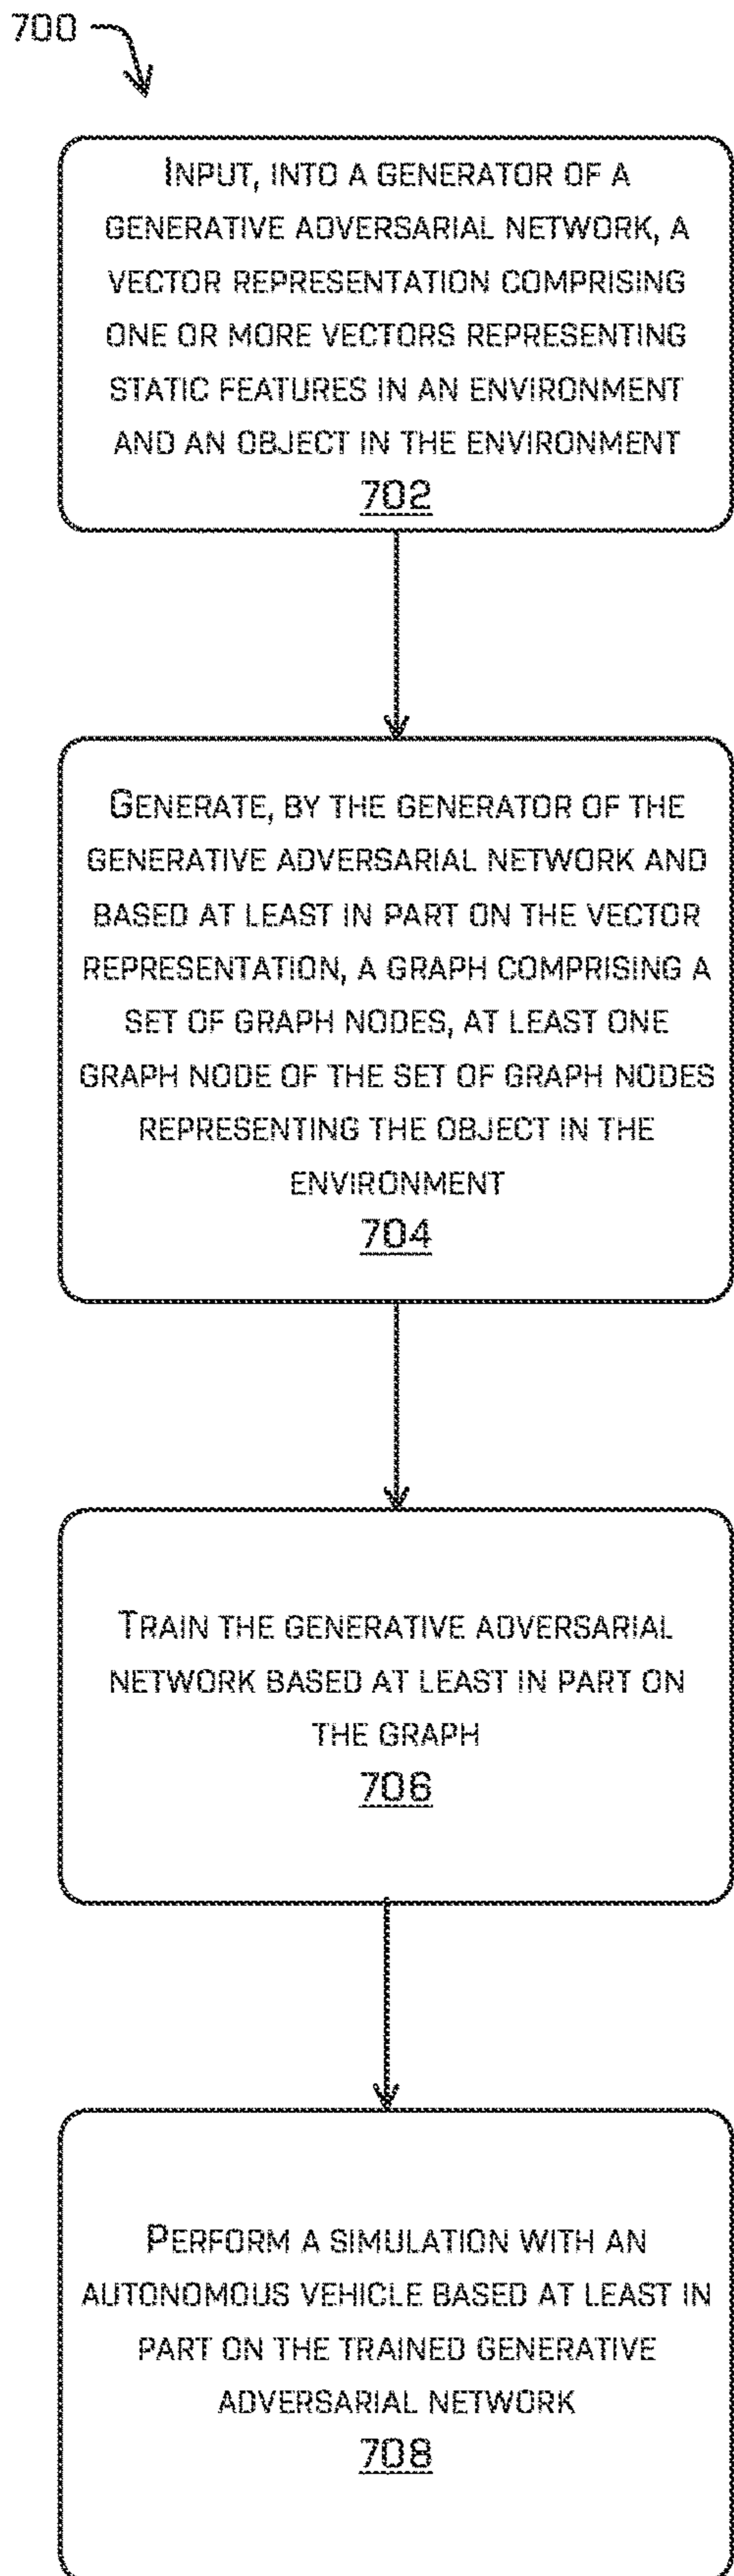 700
INPUT, INTO A GENERATOR OF A
GENERATIVE ADVERSARIAL NETWORK, A
VECTOR REPRESENTATION COMPRISING
ONE OR MORE VECTORS REPRESENTING
STATIC FEATURES IN AN ENVIRONMENT
AND AN OBJECT IN THE ENVIRONMENT
702
GENERATE, BY THE GENERATOR OF THE
GENERATIVE ADVERSARIAL NETWORK AND
BASED AT LEAST IN PART ON THE VECTOR
REPRESENTATION, A GRAPH COMPRISING A
SET OF GRAPH NODES, AT LEAST ONE
GRAPH NODE OF THE SET OF GRAPH NODES
REPRESENTING THE OBJECT IN THE
ENVIRONMENT
704
TRAIN THE GENERATIVE ADVERSARIAL
NETWORK BASED AT LEAST IN PART ON
THE GRAPH
706
PERFORM A SIMULATION WITH AN
AUTONOMOUS VEHICLE BASED AT LEAST IN
PART ON THE TRAINED GENERATIVE
ADVERSARIAL NETWORK
708